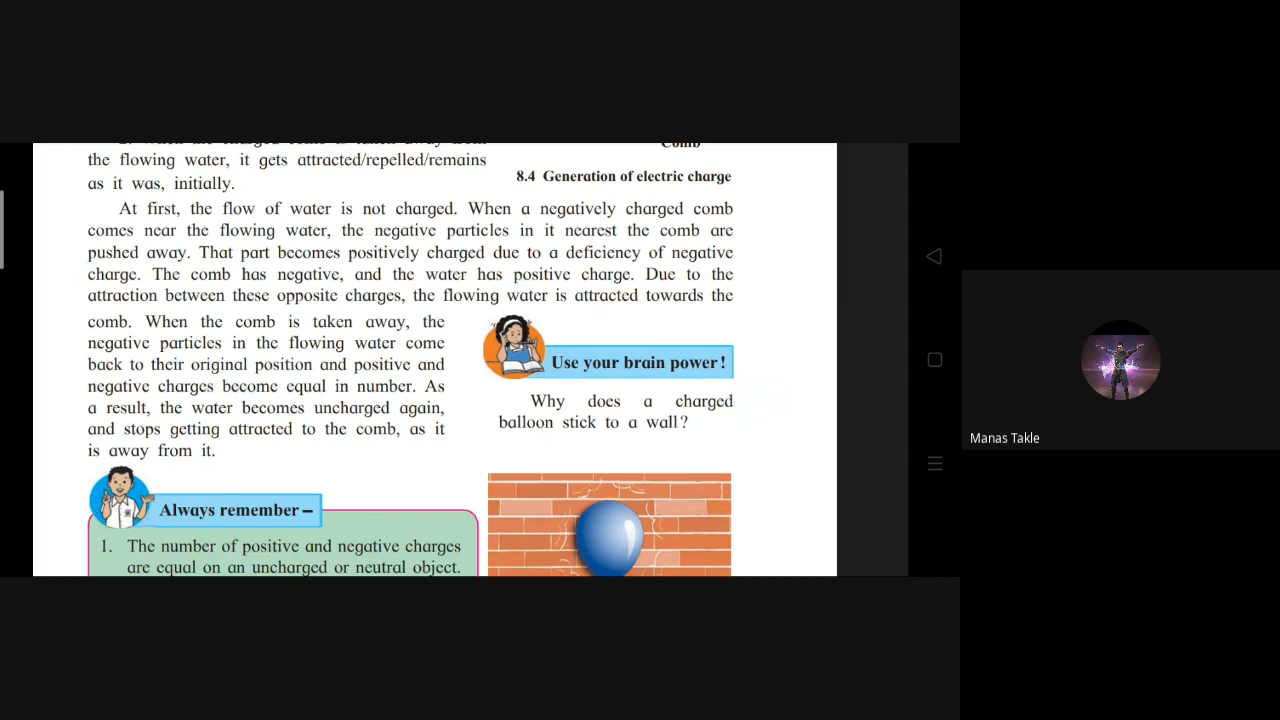 the flowing water, it gets attracted/repelled/remains
as it was, initially.
Comb
8.4 Generation of electric charge
At first, the flow of water is not charged. When a negatively charged comb
comes near the flowing water, the negative particles in it nearest the comb are
pushed away. That part becomes positively charged due to a deficiency of negative
charge. The comb has negative, and the water has positive charge. Due to the
attraction between these opposite charges, the flowing water is attracted towards the
comb. When the comb is taken away, the
negative particles in the flowing water come
back to their original position and positive and
negative charges become equal in number. As
a result, the water becomes uncharged again,
and stops getting attracted to the comb, as it
is away from it.
Use your brain power!
Why does a charged
balloon stick to a wall?
Always remember –
1. The number of positive and negative charges
are equal on an uncharged or neutral object.
Manas Takle